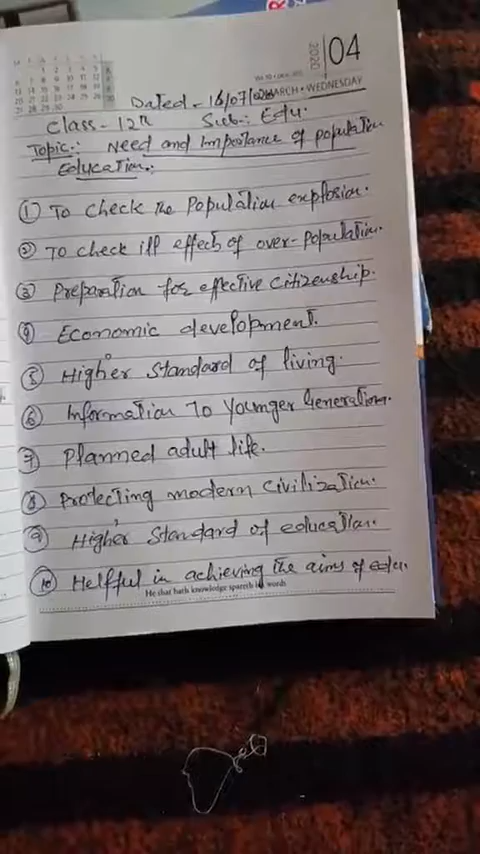 2020
04
MARCH • WEDNESDAY
Dated - 16/07/2020
Class - 12th Sub:- Edu.
Topic:- Need and Importance of population
Education:
① To check the Population explosion.
② To check ill effects of over-population.
③ Preparation for effective citizenship.
④ Economic development.
⑤ Higher Standard of living.
⑥ Information To Younger Generation.
⑦ Planned adult life.
⑧ Protecting modern civilization.
⑨ Higher Standard of education.
⑩ Helpful in achieving the aims of edu.
He that hath knowledge spareth his words